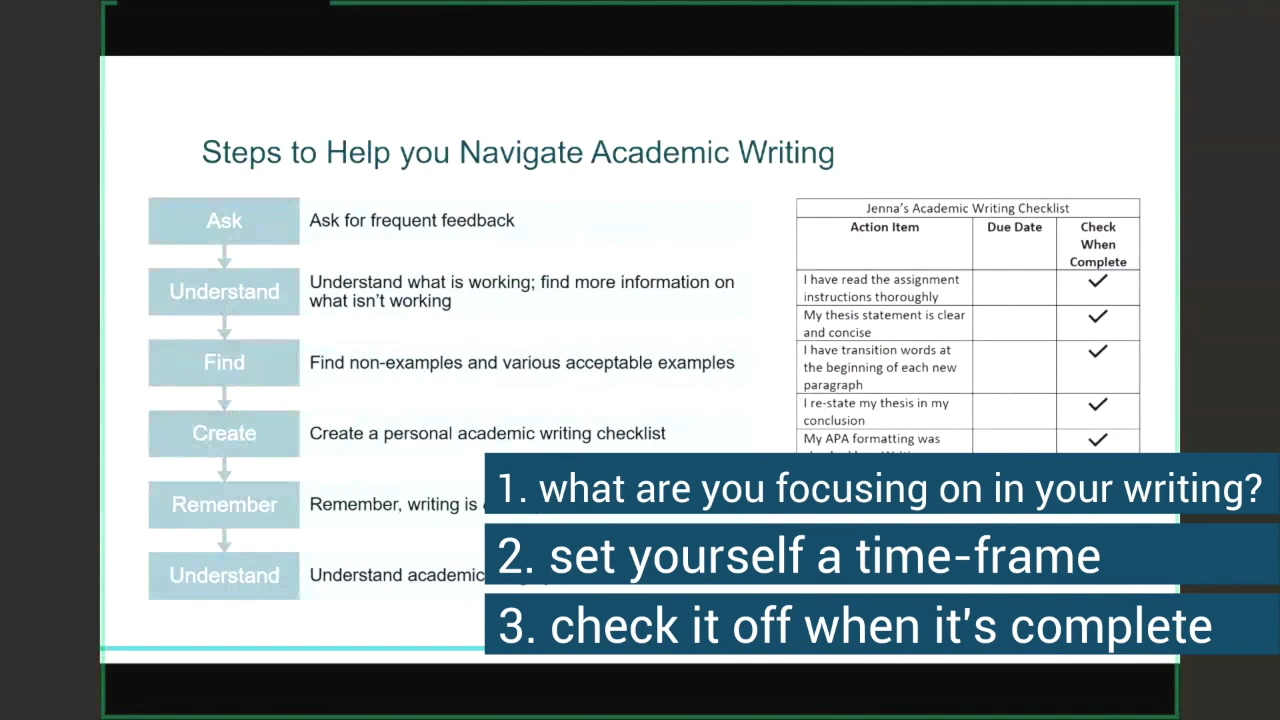 Steps to Help you Navigate Academic Writing
Ask
Ask for frequent feedback
Understand
Understand what is working; find more information on
what isn't working
Find
Find non-examples and various acceptable examples
Create
Create a personal academic writing checklist
Remember
Remember, writing is
Understand
Understand academic
Jenna's Academic Writing Checklist
Action Item
Due Date
Check
When
Complete
I have read the assignment
instructions thoroughly
My thesis statement is clear
and concise
I have transition words at
the beginning of each new
paragraph
I re-state my thesis in my
conclusion
My APA formatting was
1. what are you focusing on in your writing?
2. set yourself a time-frame
3. check it off when it's complete